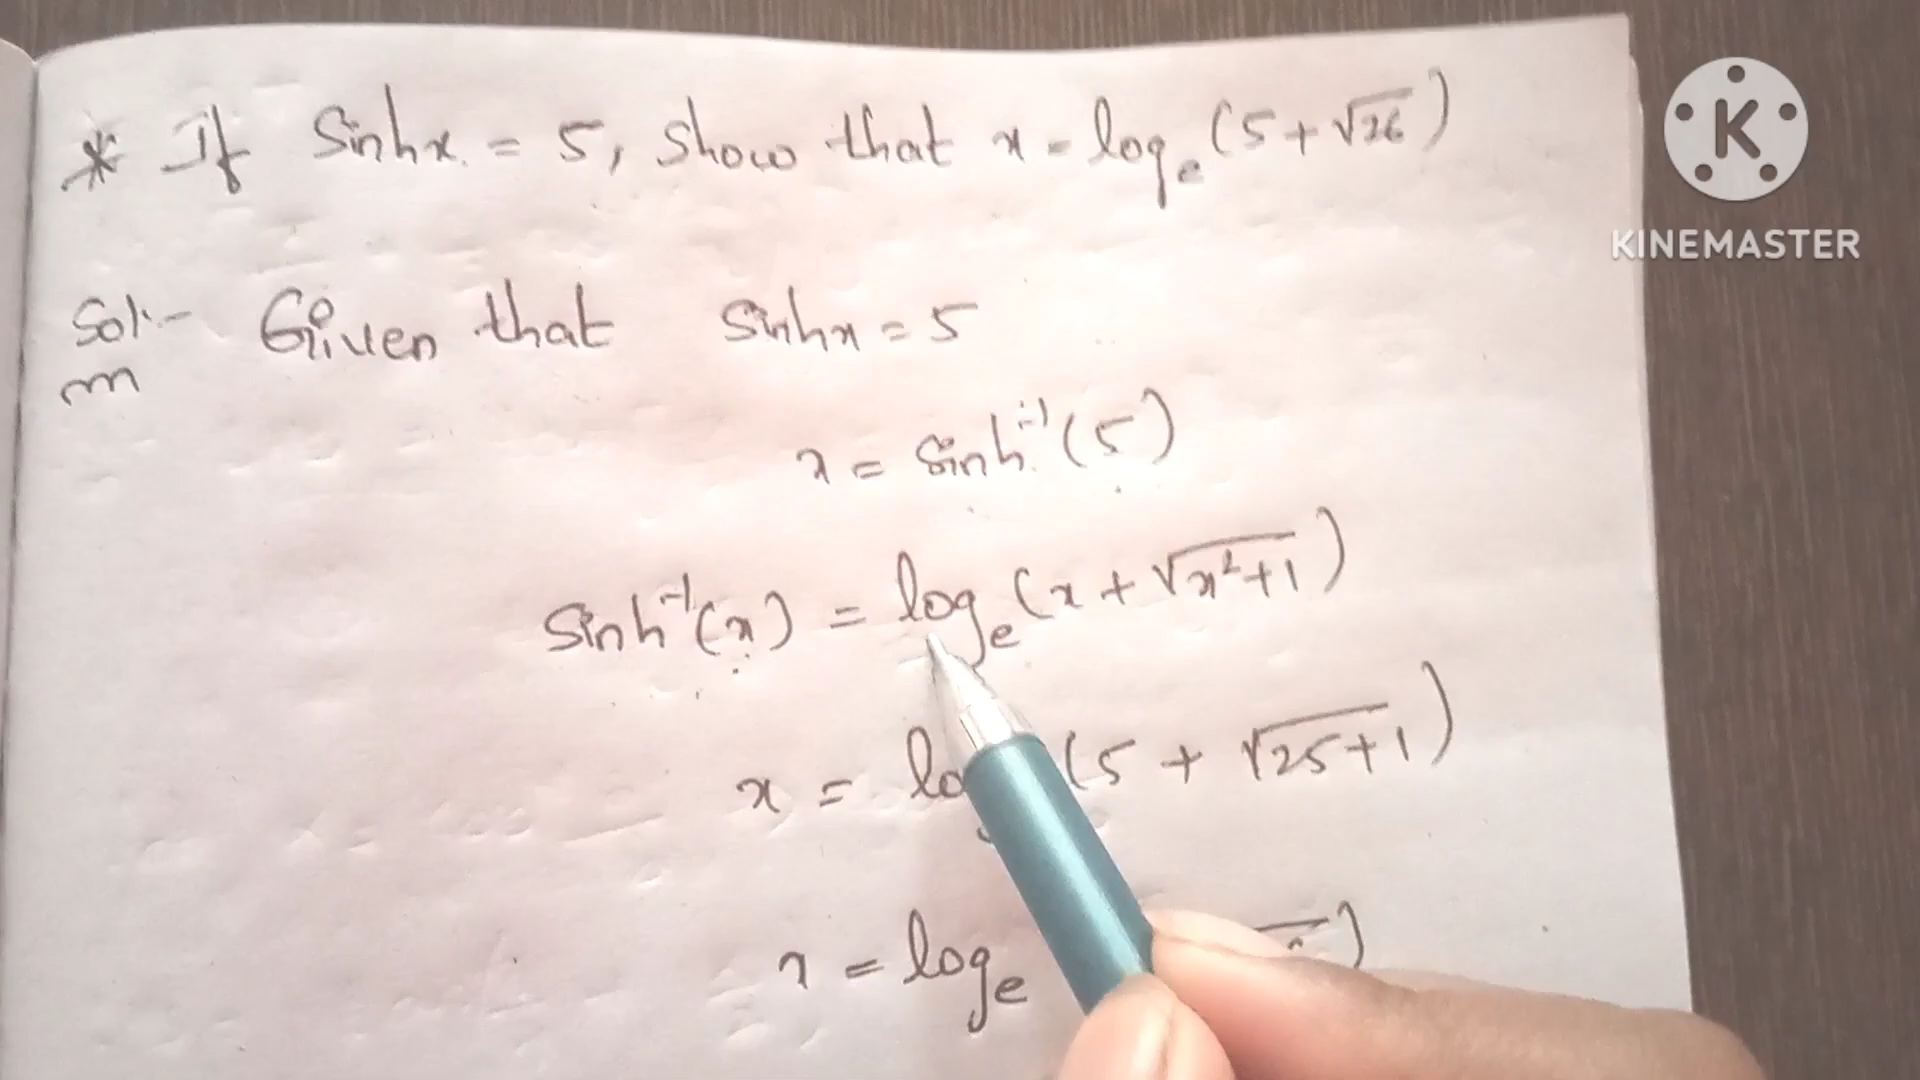 * If Sinhx = 5, Show that x = logₑ(5+√26)
K
KINEMASTER
Sol:- Given that Sinhx = 5
x = Sinh⁻¹(5)
Sinh⁻¹(x) = logₑ(x + √x²+1)
x = (5 + √25+1)
x = logₑ